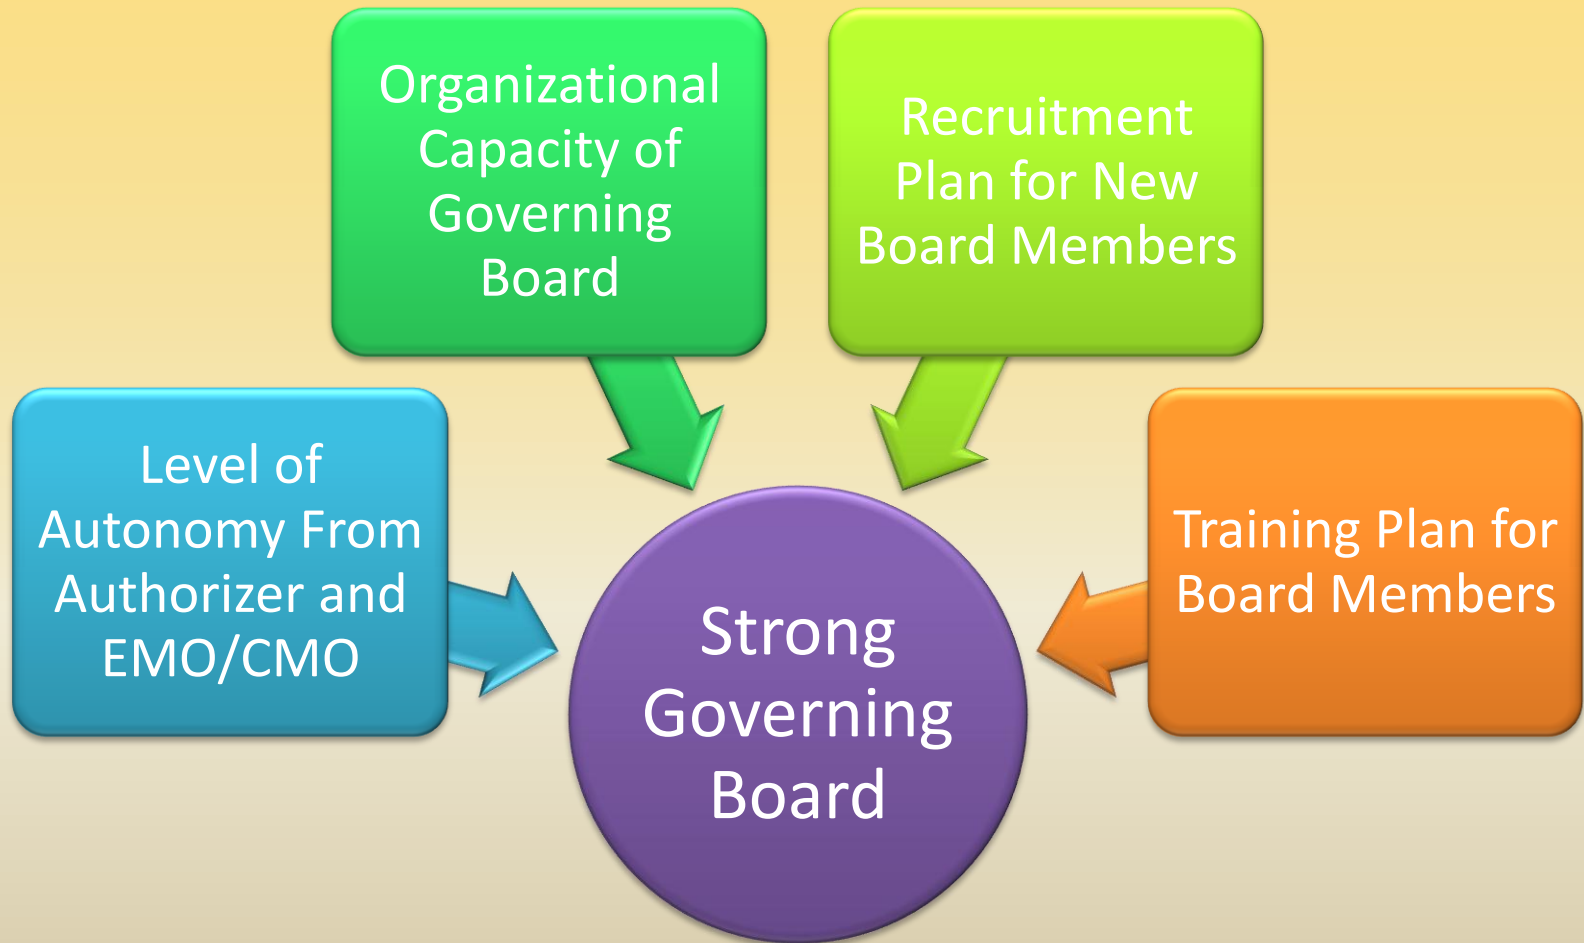 Organizational
Capacity of
Governing
Board
Recruitment
Plan for New
Board Members
Level of
Autonomy From
Authorizer and
EMO/CMO
Training Plan for
Board Members
Strong
Governing
Board